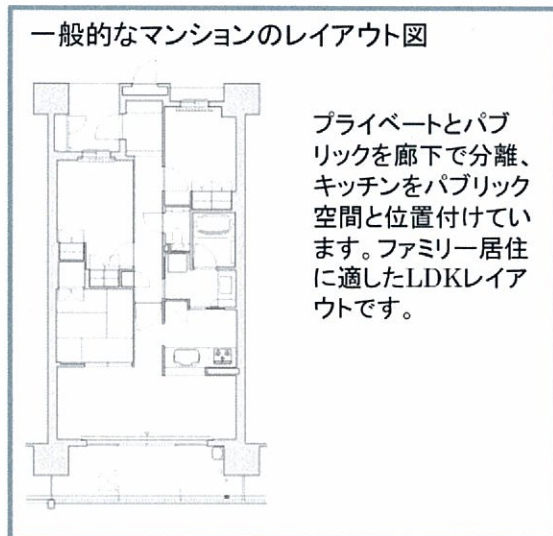 一般的なマンションのレイアウト図
プライベートとパブ
リックを廊下で分離、
キッチンをパブリック
空間と位置付けてい
ます。ファミリー居住
に適したLDKレイア
ウトです。